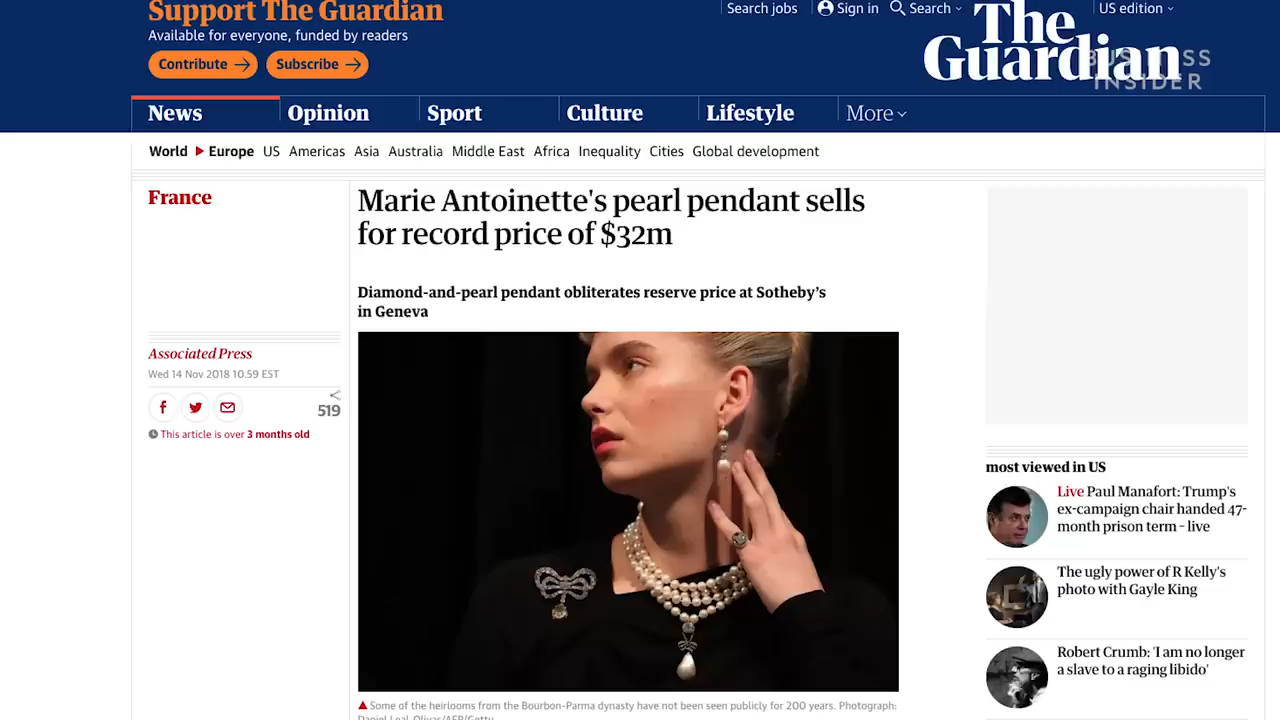 Support The Guardian
Available for everyone, funded by readers
Contribute
Subscribe
Search jobs
Sign in
Search
US edition
The
Guardian
BUSINESS
INSIDER
News
Opinion
Sport
Culture
Lifestyle
More
World
Europe
US
Americas
Asia
Australia
Middle East
Africa
Inequality
Cities
Global development
France
Marie Antoinette's pearl pendant sells
for record price of $32m
Diamond-and-pearl pendant obliterates reserve price at Sotheby's
in Geneva
Associated Press
Wed 14 Nov 2018 10.59 EST
519
This article is over 3 months old
Some of the heirlooms from the Bourbon-Parma dynasty have not been seen publicly for 200 years. Photograph:
Daniel Leal-Olivas/AFP/Getty
most viewed in US
Live Paul Manafort: Trump's
ex-campaign chair handed 47-
month prison term – live
The ugly power of R Kelly's
photo with Gayle King
Robert Crumb: 'I am no longer
a slave to a raging libido'